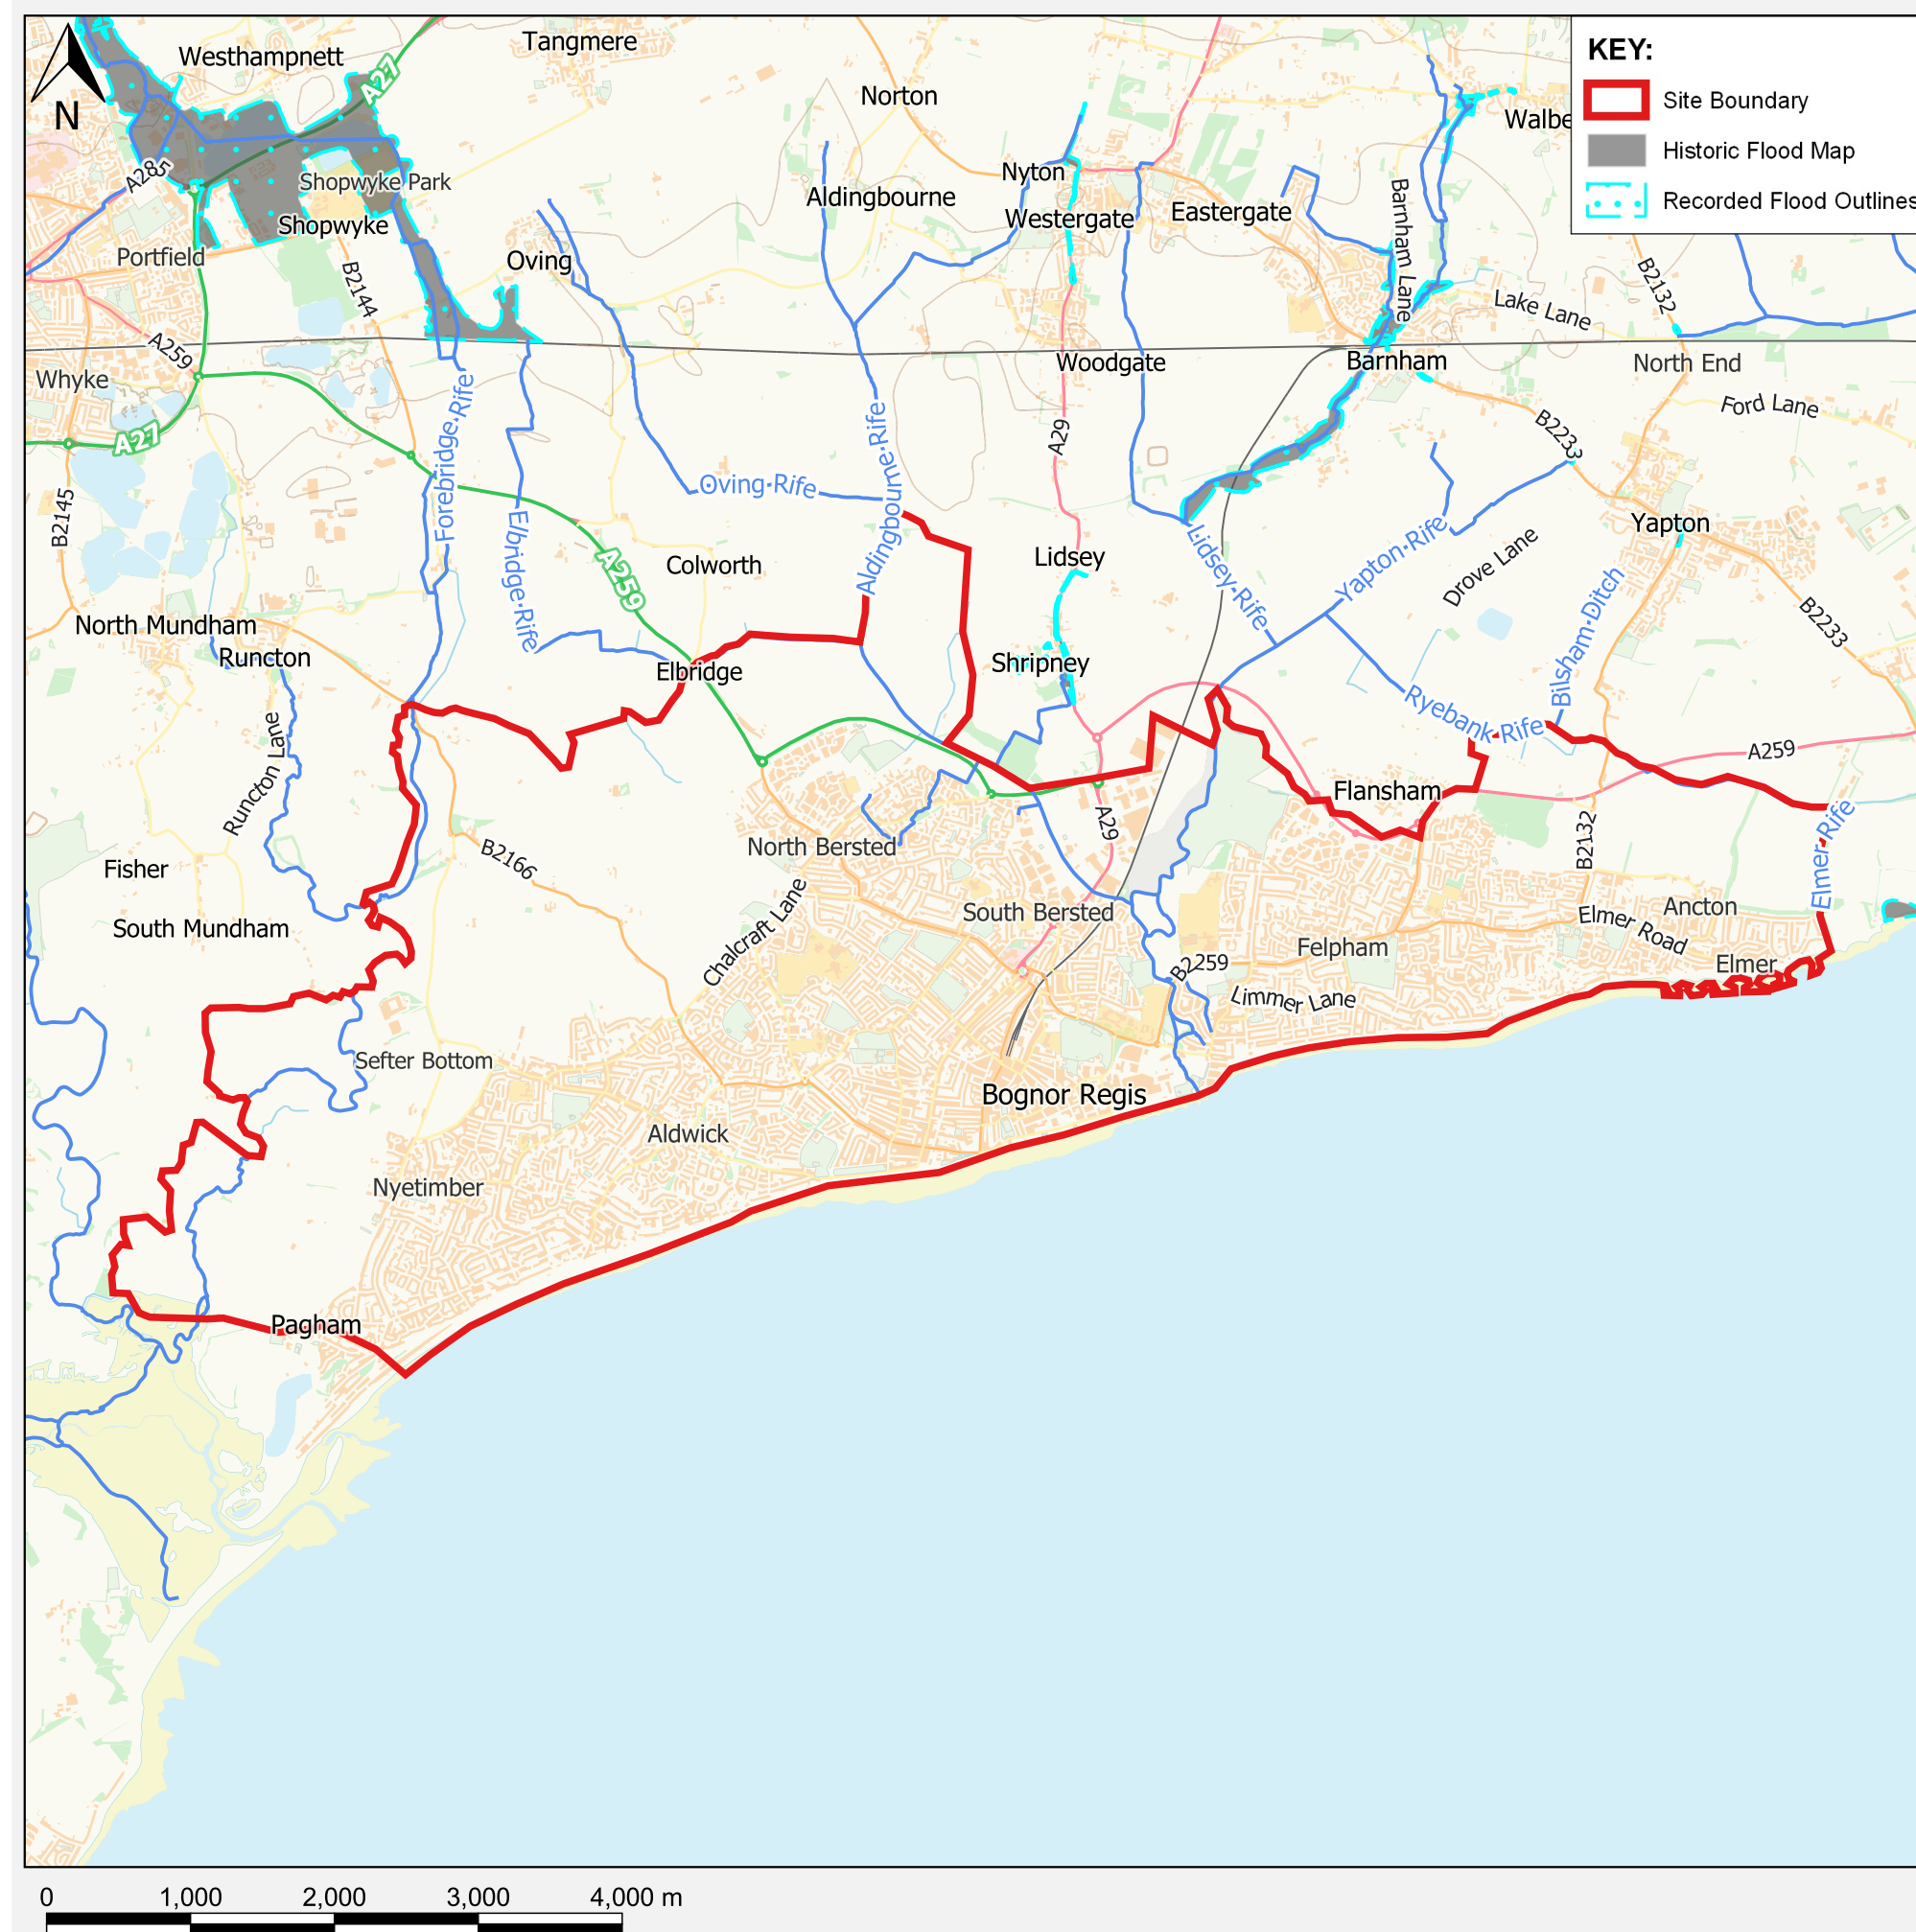 Westhampnett
Tangmere
A27
Norton
KEY:
Site Boundary
Historic Flood Map
Recorded Flood Outlines
N
Walbe
A285
Shopwyke Park
Shopwyke
Portfield
B2144
Oving
Aldingbourne
Nyton
Westergate
Eastergate
Barnham Lane
Lake Lane
B2132
A259
Whyke
Woodgate
Barnham
North End
Ford Lane
A27
B2145
Forebridge Rife
Aldingbourne Rife
A29
B2233
Oving Rife
Elbridge Rife
A259
Colworth
Lidsey
Lidsey Rife
Yapton Rife
Drove Lane
Yapton
Bilsham Ditch
B2233
North Mundham
Runcton
Elbridge
Shripney
Ryebank Rife
Runcton Lane
A259
Flansham
A29
B2132
Elmer Rife
North Bersted
B2166
Fisher
South Mundham
Chalcraft Lane
South Bersted
B2259
Felpham
Limmer Lane
Elmer Road
Ancton
Elmer
Sefter Bottom
Bognor Regis
Aldwick
Nyetimber
Pagham
0 1,000 2,000 3,000 4,000 m